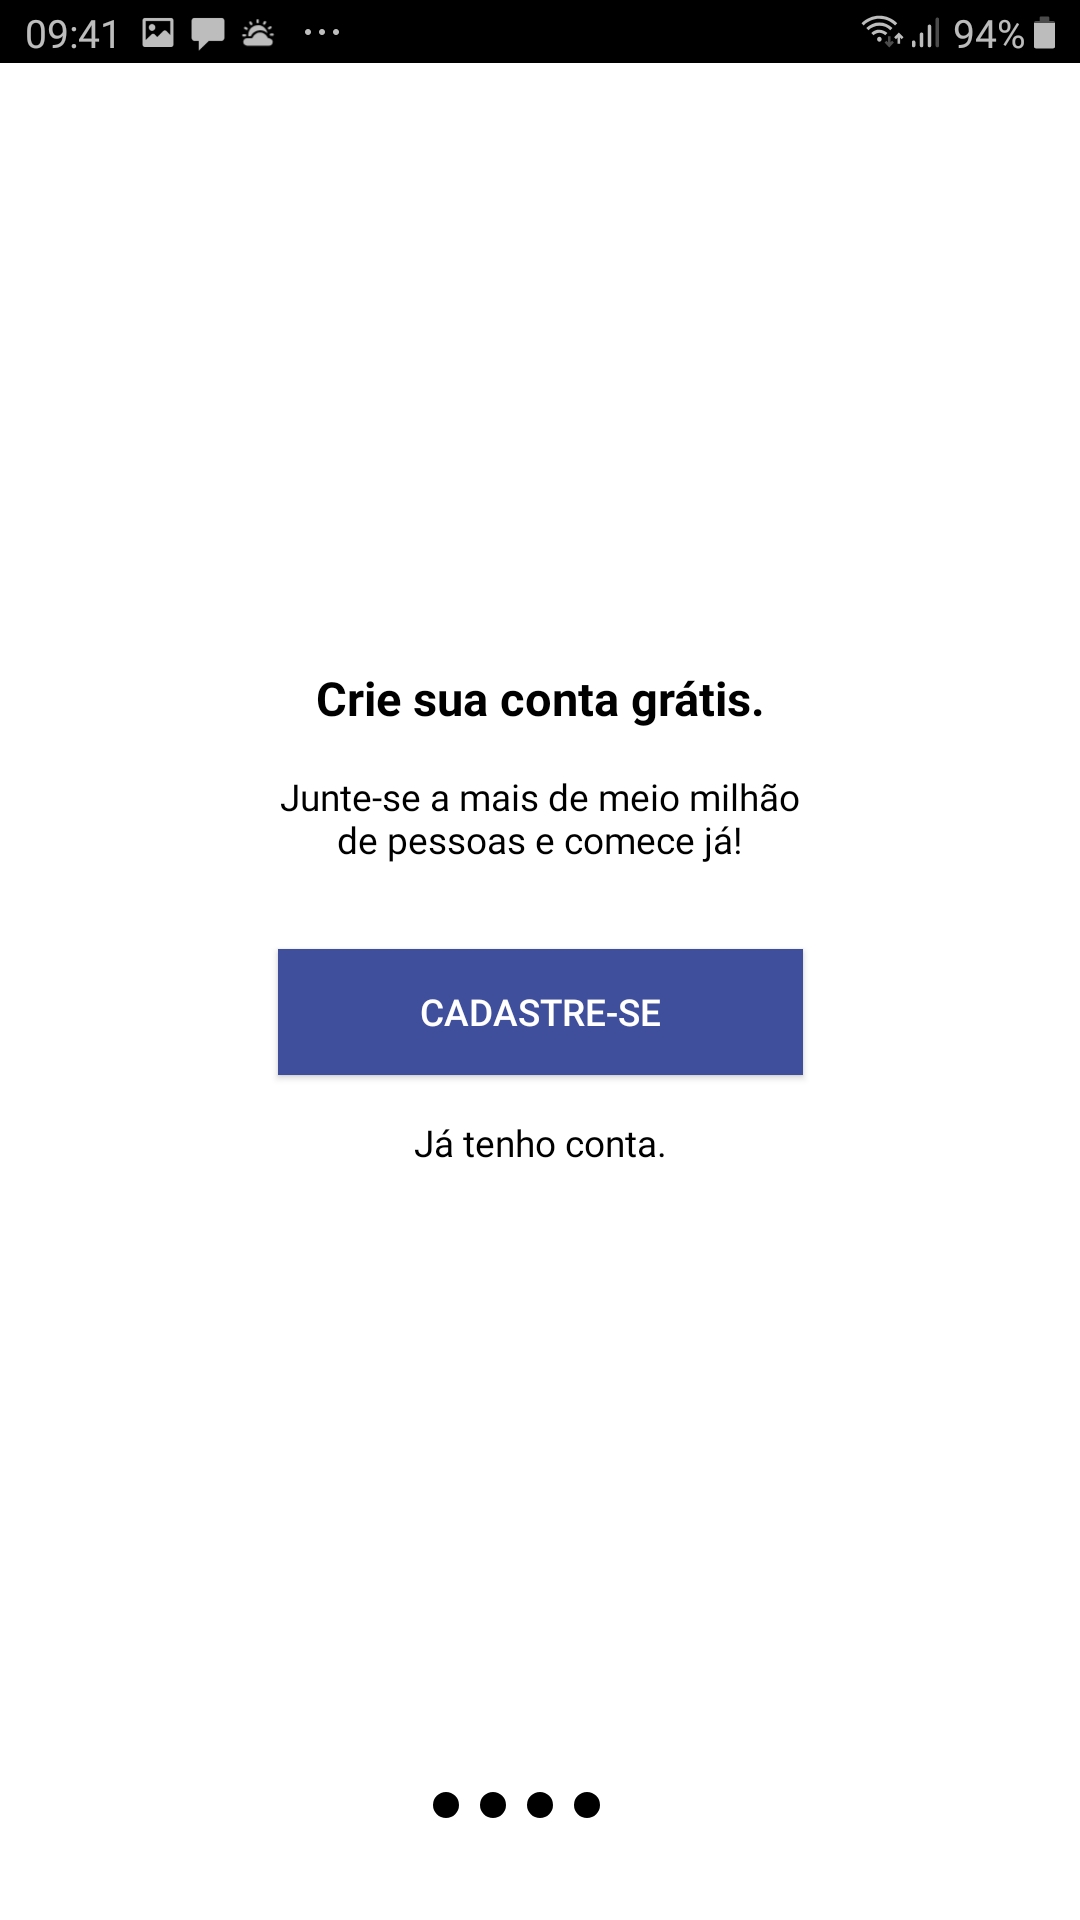 09:41 94%
Crie sua conta grátis.
Junte-se a mais de meio milhão
de pessoas e comece já!
CADASTRE-SE
Já tenho conta.